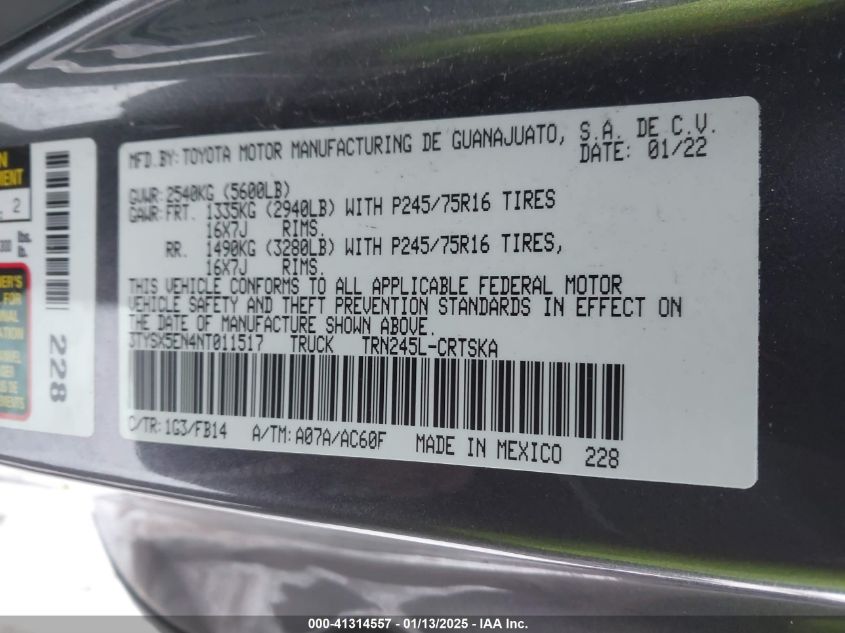 MFD. BY: TOYOTA MOTOR MANUFACTURING DE GUANAJUATO, S.A. DE C.V.
DATE: 01/22
GVWR: 2540KG (5600LB)
GAWR: FRT. 1335KG (2940LB) WITH P245/75R16 TIRES
16X7J RIMS.
RR. 1490KG (3280LB) WITH P245/75R16 TIRES,
16X7J RIMS.
THIS VEHICLE CONFORMS TO ALL APPLICABLE FEDERAL MOTOR
VEHICLE SAFETY AND THEFT PREVENTION STANDARDS IN EFFECT ON
THE DATE OF MANUFACTURE SHOWN ABOVE.
3TYSX5EN4NT011517 TRUCK TRN245L-CRTSKA
C/TR: 1G3/FB14 A/TM: A07A/AC60F MADE IN MEXICO 228
2
lbs.
lb.
228
000-41314557 - 01/13/2025 - IAA Inc.